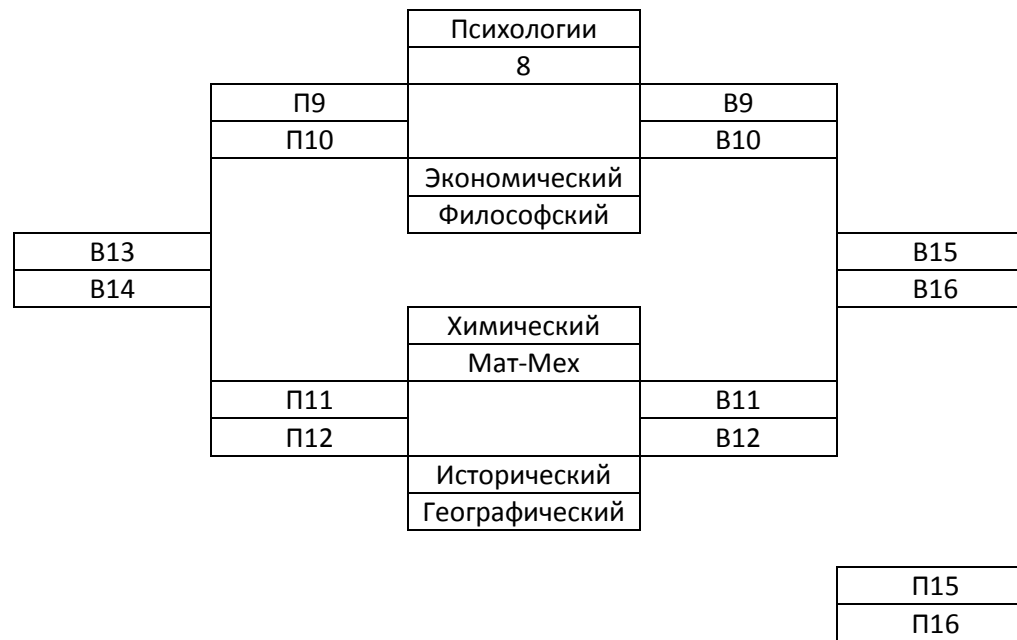 Психологии
8
П9 В9
П10 В10
Экономический
Философский
В13 В15
В14 В16
Химический
Мат-Мех
П11 В11
П12 В12
Исторический
Географический
П15
П16